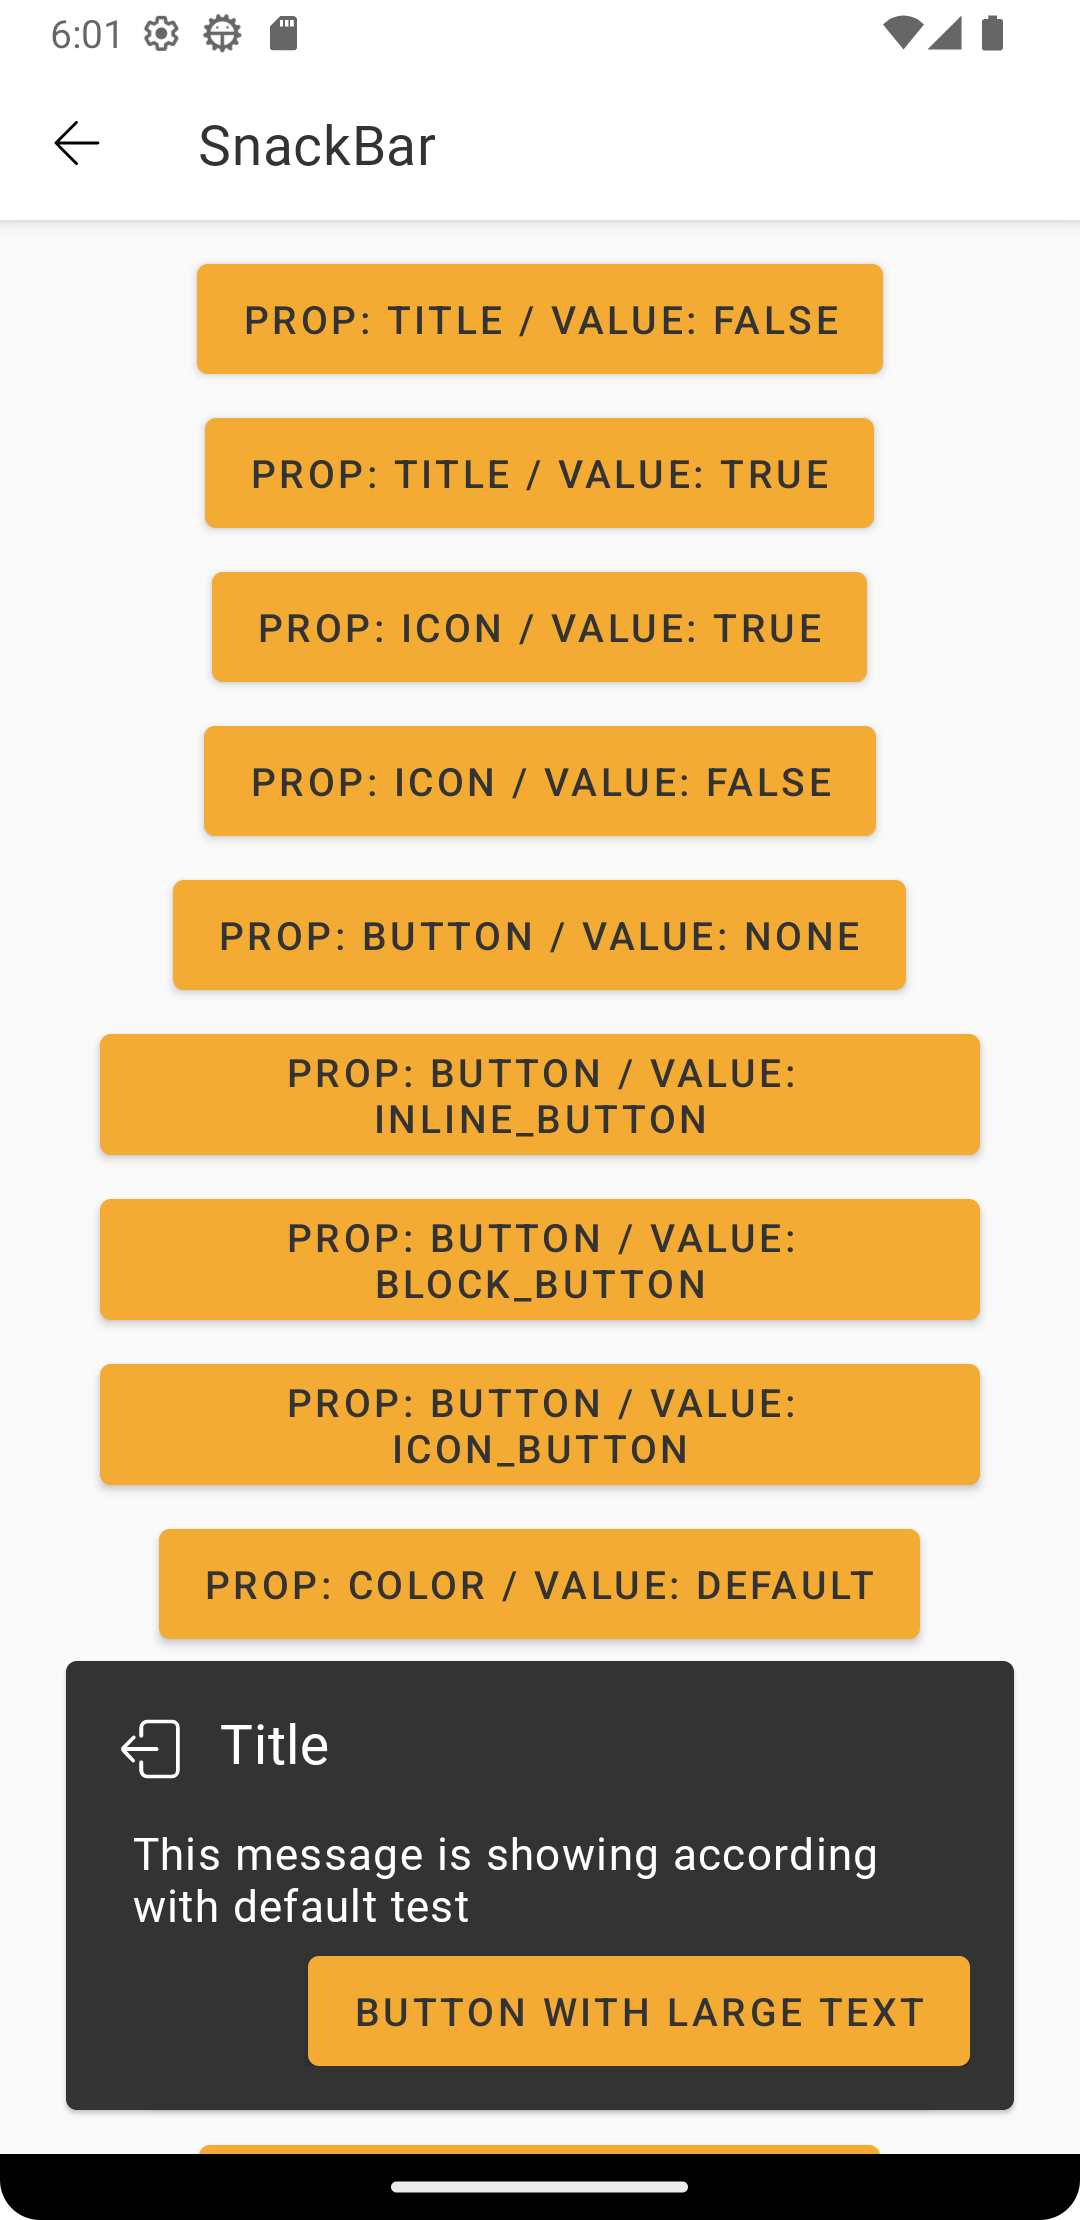 6:01
SnackBar
PROP: TITLE / VALUE: FALSE
PROP: TITLE / VALUE: TRUE
PROP: ICON / VALUE: TRUE
PROP: ICON / VALUE: FALSE
PROP: BUTTON / VALUE: NONE
PROP: BUTTON / VALUE:
INLINE_BUTTON
PROP: BUTTON / VALUE:
BLOCK_BUTTON
PROP: BUTTON / VALUE:
ICON_BUTTON
PROP: COLOR / VALUE: DEFAULT
Title
This message is showing according
with default test
BUTTON WITH LARGE TEXT